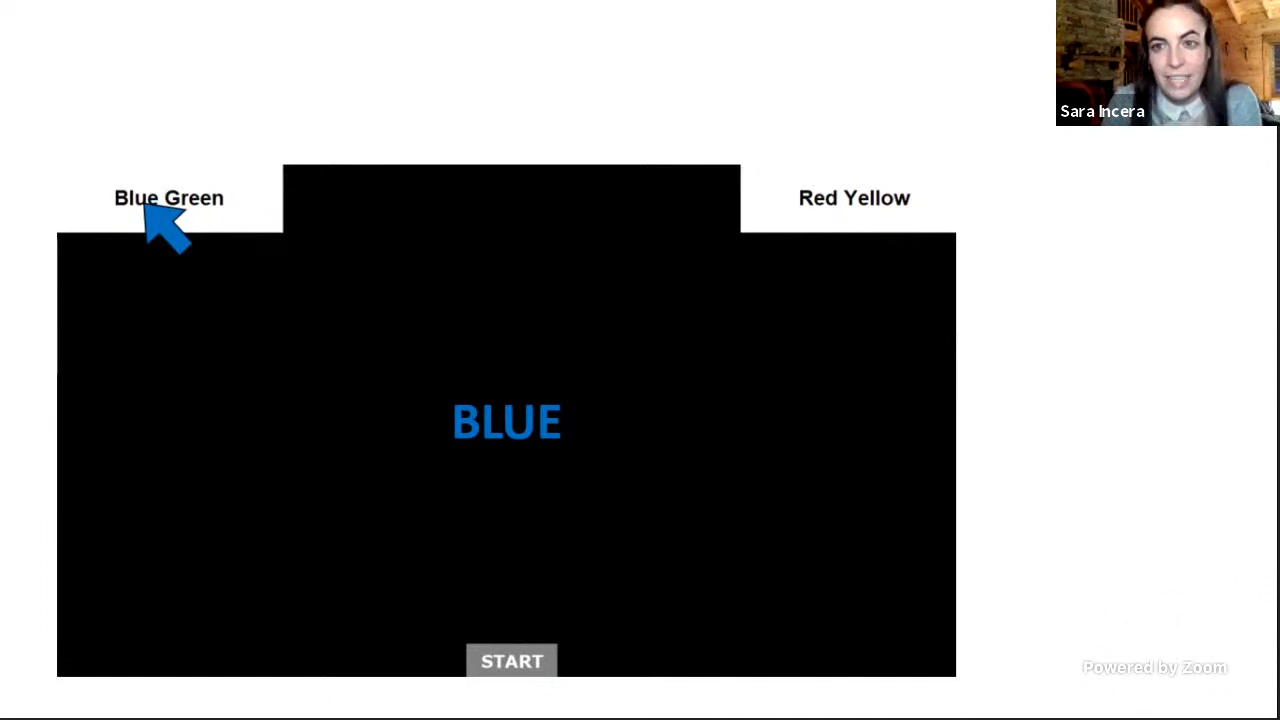 Sara Incera
Blue Green
Red Yellow
BLUE
START
Powered by Zoom